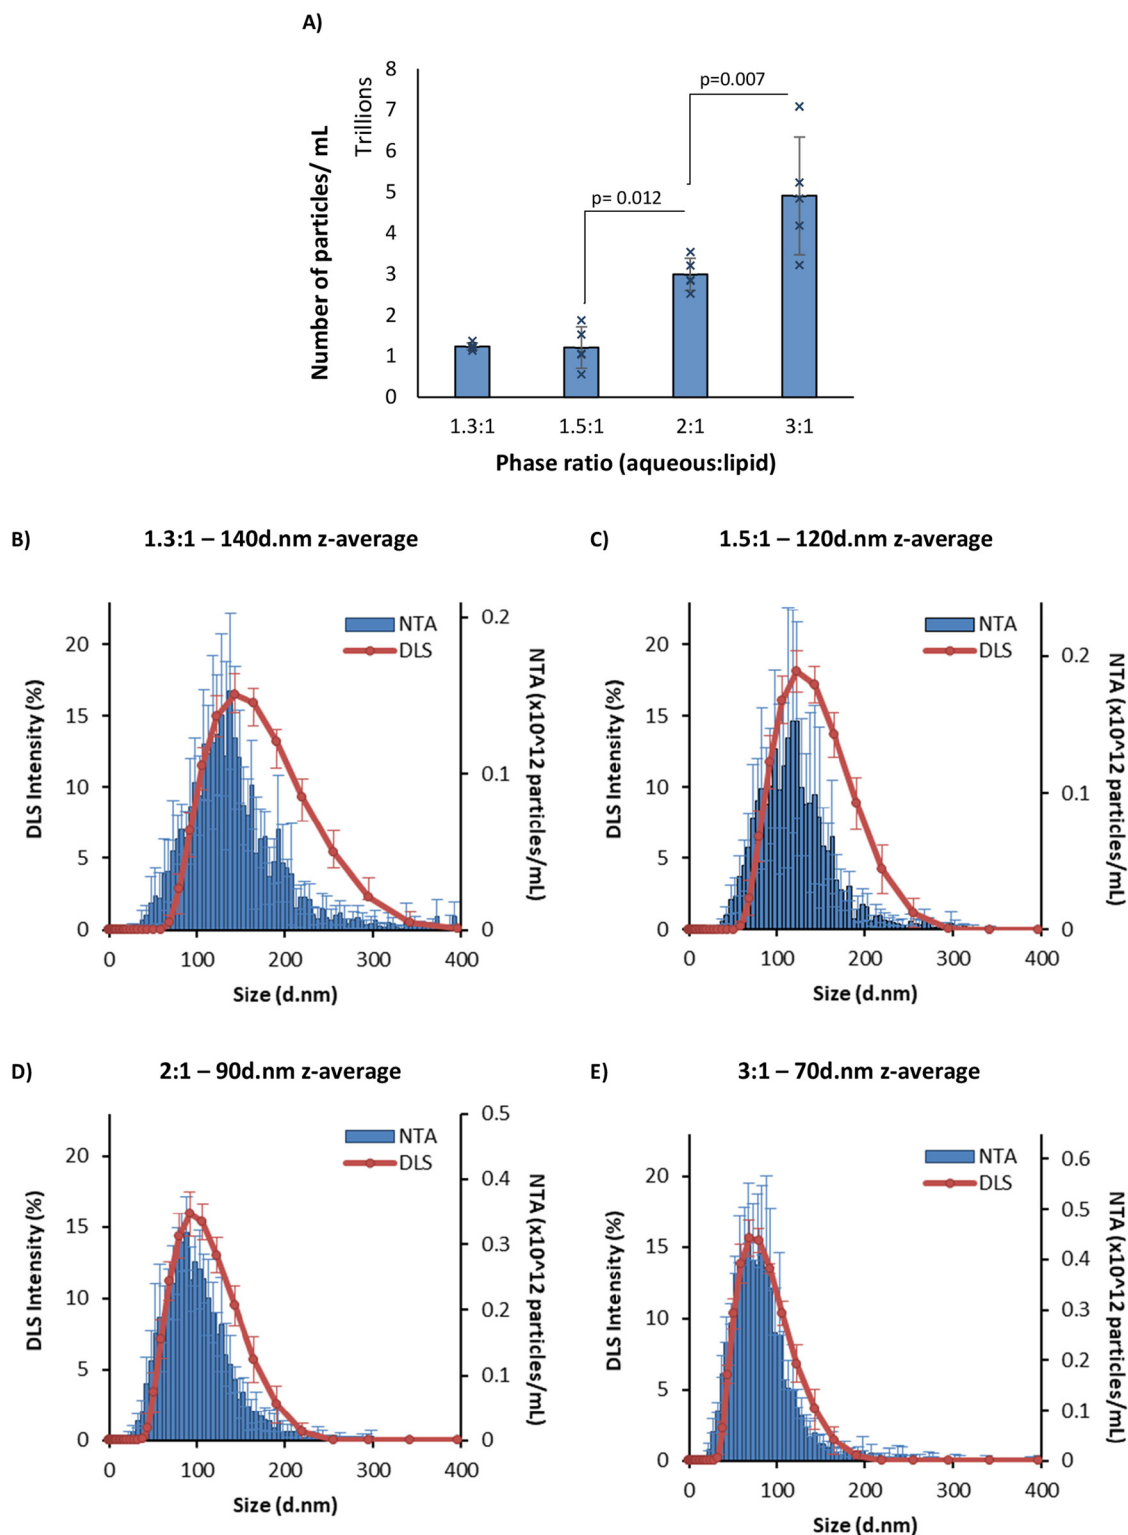 A)
Number of particles/ mL
Trillions
8
7
6
5
4
3
2
1
0
p=0.007
p= 0.012
1.3:1 1.5:1 2:1 3:1
Phase ratio (aqueous:lipid)
B) 1.3:1 – 140d.nm z-average
DLS Intensity (%)
20
15
10
5
0
NTA
DLS
0.2
0.1
0
NTA (x10^12 particles/mL)
0 100 200 300 400
Size (d.nm)
C) 1.5:1 – 120d.nm z-average
DLS Intensity (%)
20
15
10
5
0
NTA
DLS
0.2
0.1
0
NTA (x10^12 particles/mL)
0 100 200 300 400
Size (d.nm)
D) 2:1 – 90d.nm z-average
DLS Intensity (%)
20
15
10
5
0
NTA
DLS
0.5
0.4
0.3
0.2
0.1
0
NTA (x10^12 particles/mL)
0 100 200 300 400
Size (d.nm)
E) 3:1 – 70d.nm z-average
DLS Intensity (%)
20
15
10
5
0
NTA
DLS
0.6
0.5
0.4
0.3
0.2
0.1
0
NTA (x10^12 particles/mL)
0 100 200 300 400
Size (d.nm)